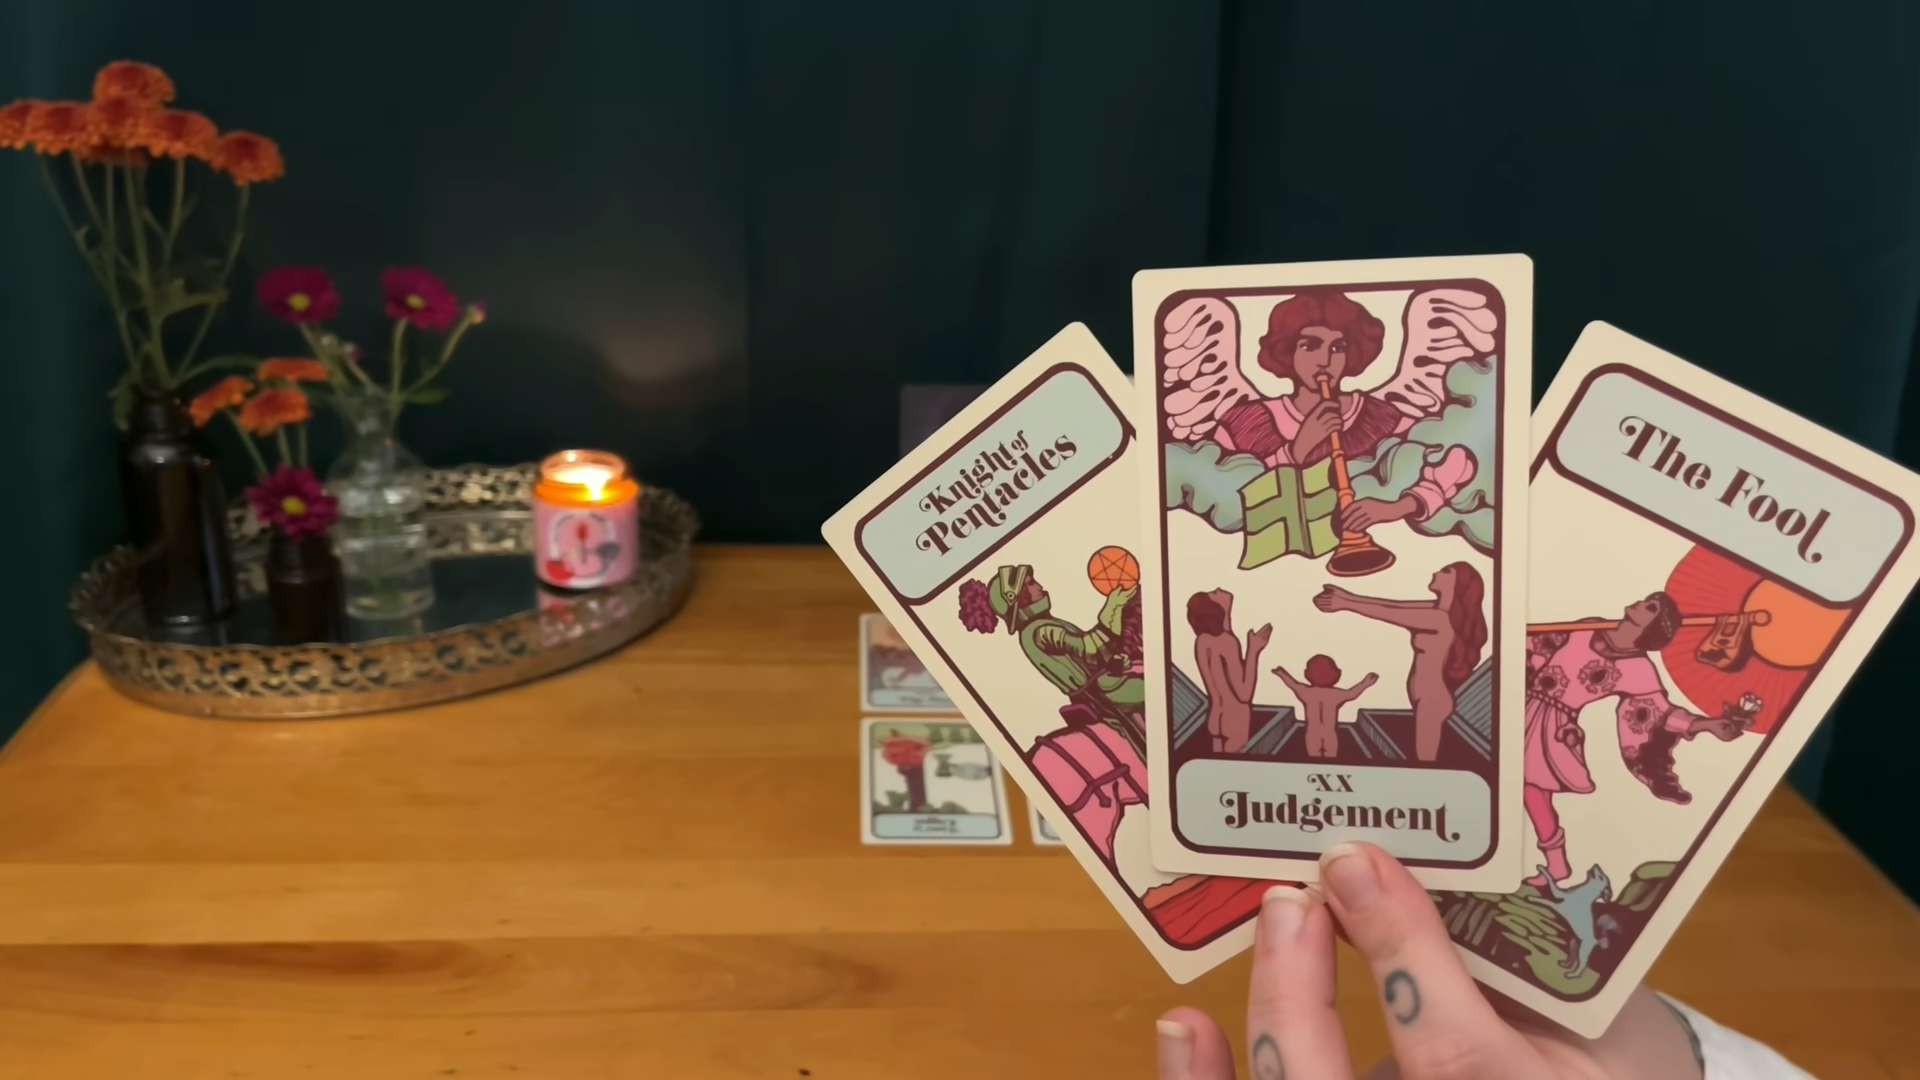 Knight of
Pentacles
XX
Judgement
The Fool